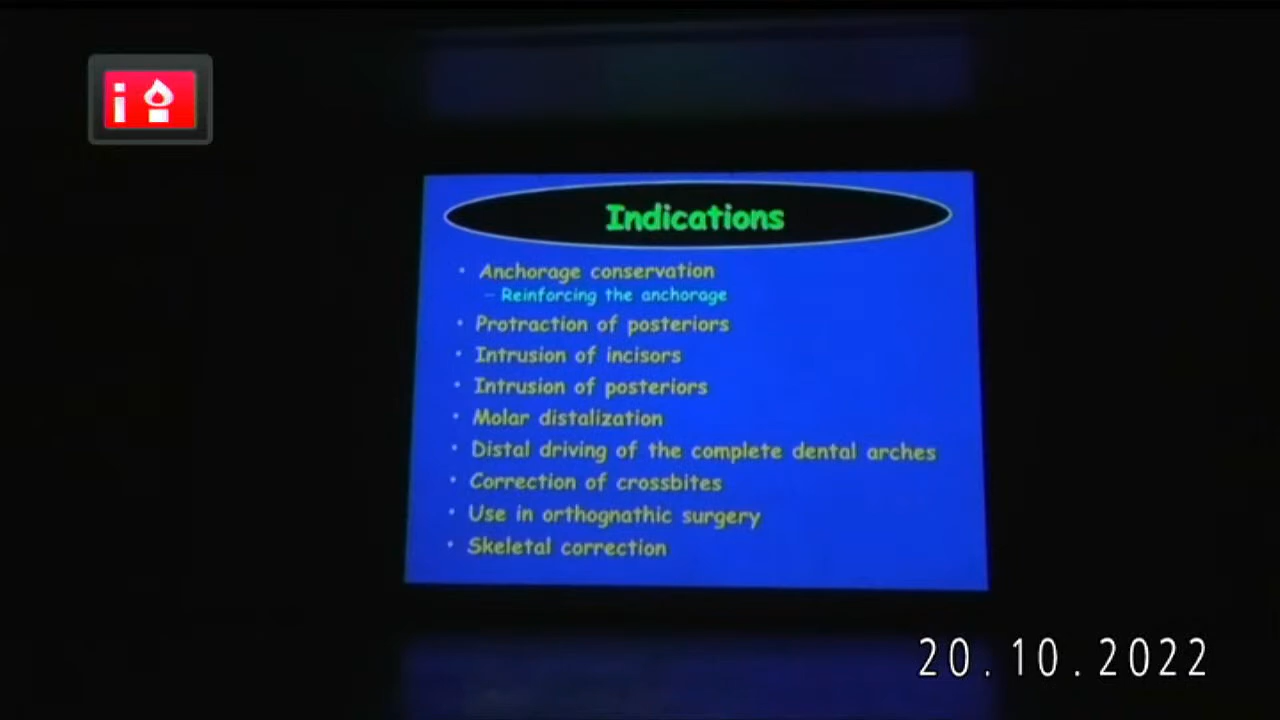 Indications
• Anchorage conservation
– Reinforcing the anchorage
• Protraction of posteriors
• Intrusion of incisors
• Intrusion of posteriors
• Molar distalization
• Distal driving of the complete dental arches
• Correction of crossbites
• Use in orthognathic surgery
• Skeletal correction
20.10.2022